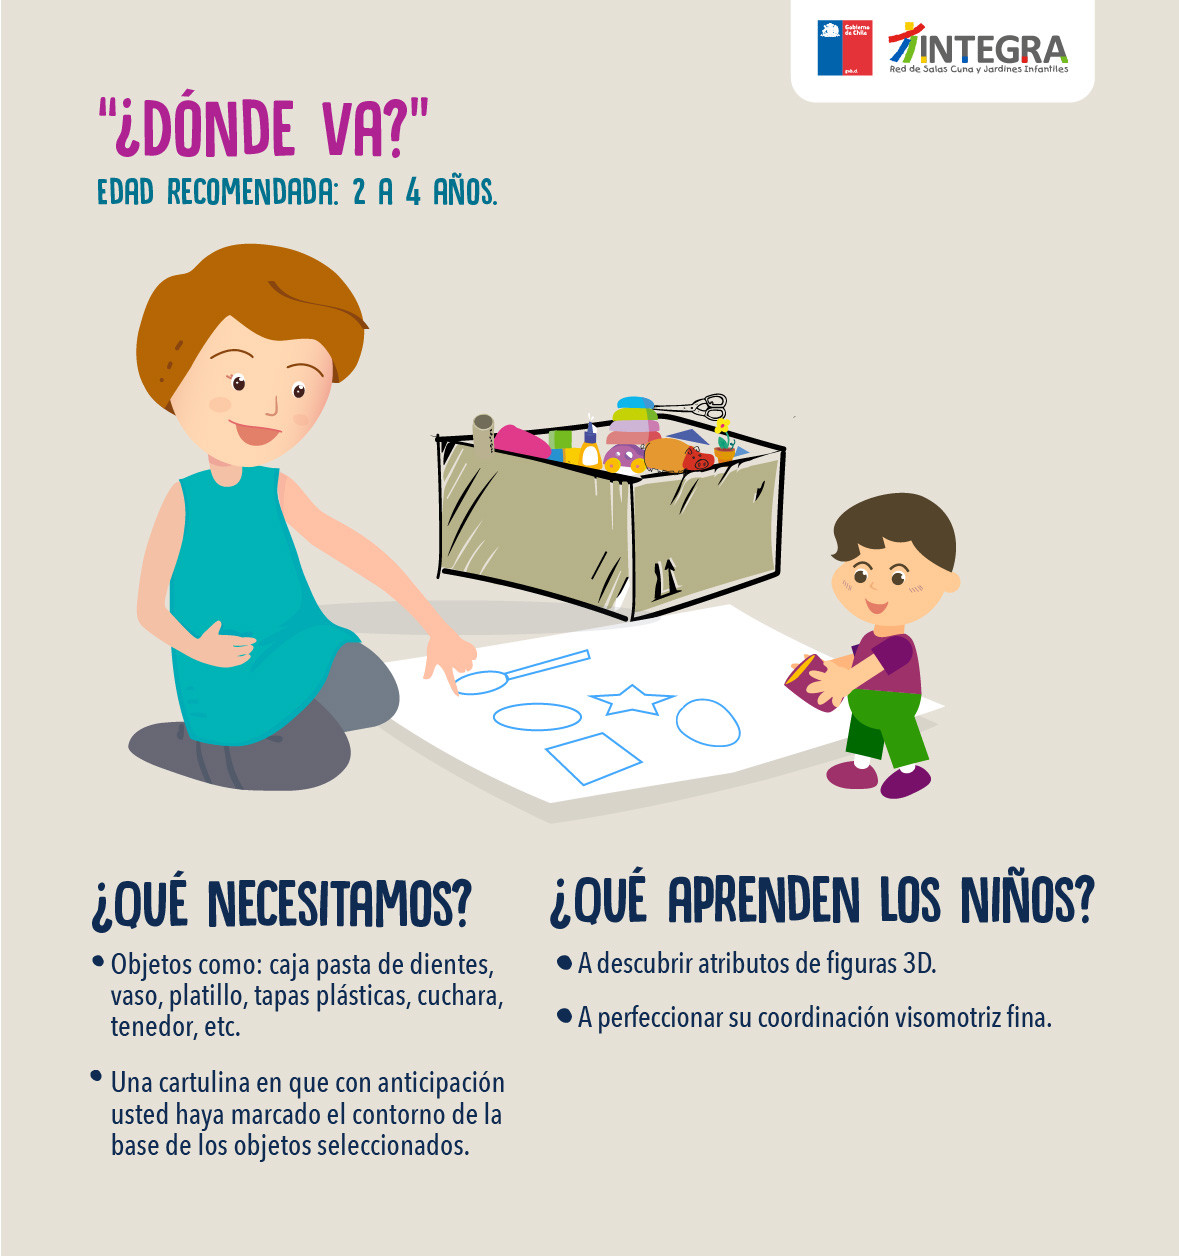 Gobierno
de Chile
gob.cl
INTEGRA
Red de Salas Cuna y Jardines Infantiles
"¿DÓNDE VA?"
EDAD RECOMENDADA: 2 A 4 AÑOS.
¿QUÉ NECESITAMOS?
• Objetos como: caja pasta de dientes,
vaso, platillo, tapas plásticas, cuchara,
tenedor, etc.
• Una cartulina en que con anticipación
usted haya marcado el contorno de la
base de los objetos seleccionados.
¿QUÉ APRENDEN LOS NIÑOS?
• A descubrir atributos de figuras 3D.
• A perfeccionar su coordinación visomotriz fina.